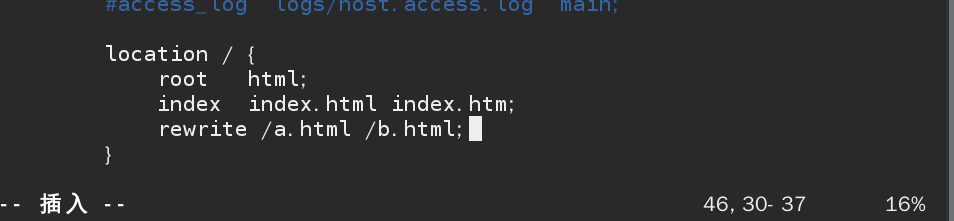 #access_log  logs/host.access.log  main;
location / {
root   html;
index  index.html index.htm;
rewrite /a.html /b.html;
}
-- 插入 --   46,30-37   16%